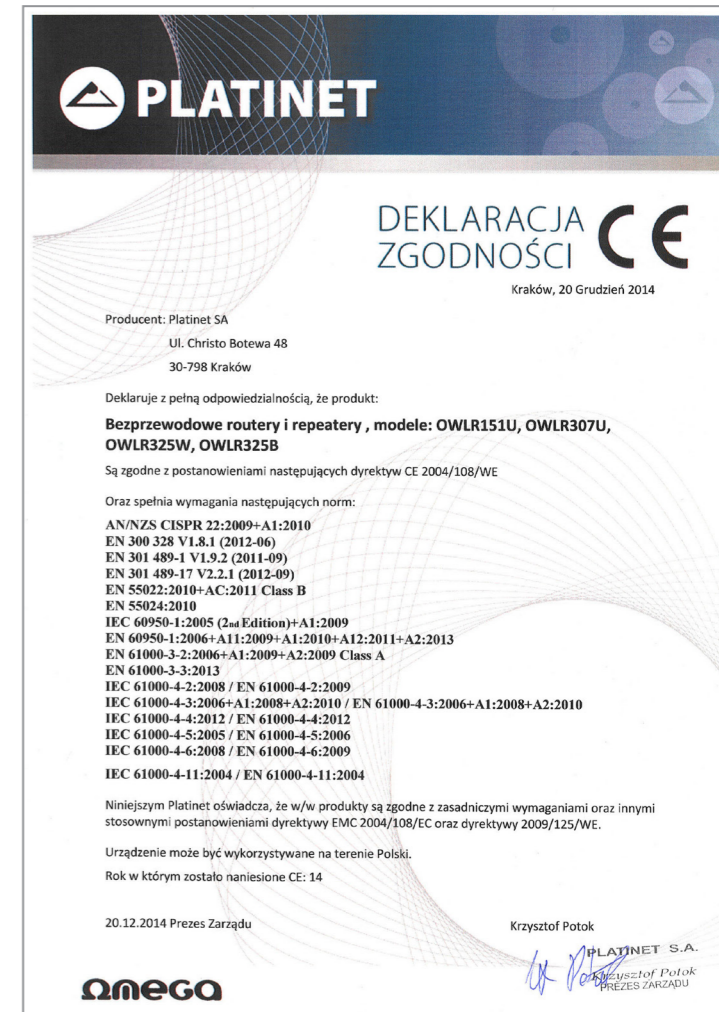 PLATINET
DEKLARACJA
ZGODNOŚCI
CE
Kraków, 20 Grudzień 2014
Producent: Platinet SA
Ul. Christo Botewa 48
30-798 Kraków
Deklaruje z pełną odpowiedzialnością, że produkt:
Bezprzewodowe routery i repeatery , modele: OWLR151U, OWLR307U,
OWLR325W, OWLR325B
Są zgodne z postanowieniami następujących dyrektyw CE 2004/108/WE
Oraz spełnia wymagania następujących norm:
AN/NZS CISPR 22:2009+A1:2010
EN 300 328 V1.8.1 (2012-06)
EN 301 489-1 V1.9.2 (2011-09)
EN 301 489-17 V2.2.1 (2012-09)
EN 55022:2010+AC:2011 Class B
EN 55024:2010
IEC 60950-1:2005 (2nd Edition)+A1:2009
EN 60950-1:2006+A11:2009+A1:2010+A12:2011+A2:2013
EN 61000-3-2:2006+A1:2009+A2:2009 Class A
EN 61000-3-3:2013
IEC 61000-4-2:2008 / EN 61000-4-2:2009
IEC 61000-4-3:2006+A1:2008+A2:2010 / EN 61000-4-3:2006+A1:2008+A2:2010
IEC 61000-4-4:2012 / EN 61000-4-4:2012
IEC 61000-4-5:2005 / EN 61000-4-5:2006
IEC 61000-4-6:2008 / EN 61000-4-6:2009
IEC 61000-4-11:2004 / EN 61000-4-11:2004
Niniejszym Platinet oświadcza, że w/w produkty są zgodne z zasadniczymi wymaganiami oraz innymi
stosownymi postanowieniami dyrektywy EMC 2004/108/EC oraz dyrektywy 2009/125/WE.
Urządzenie może być wykorzystywane na terenie Polski.
Rok w którym zostało naniesione CE: 14
20.12.2014 Prezes Zarządu
Krzysztof Potok
PLATINET S.A.
Krzysztof Potok
PREZES ZARZĄDU
omega